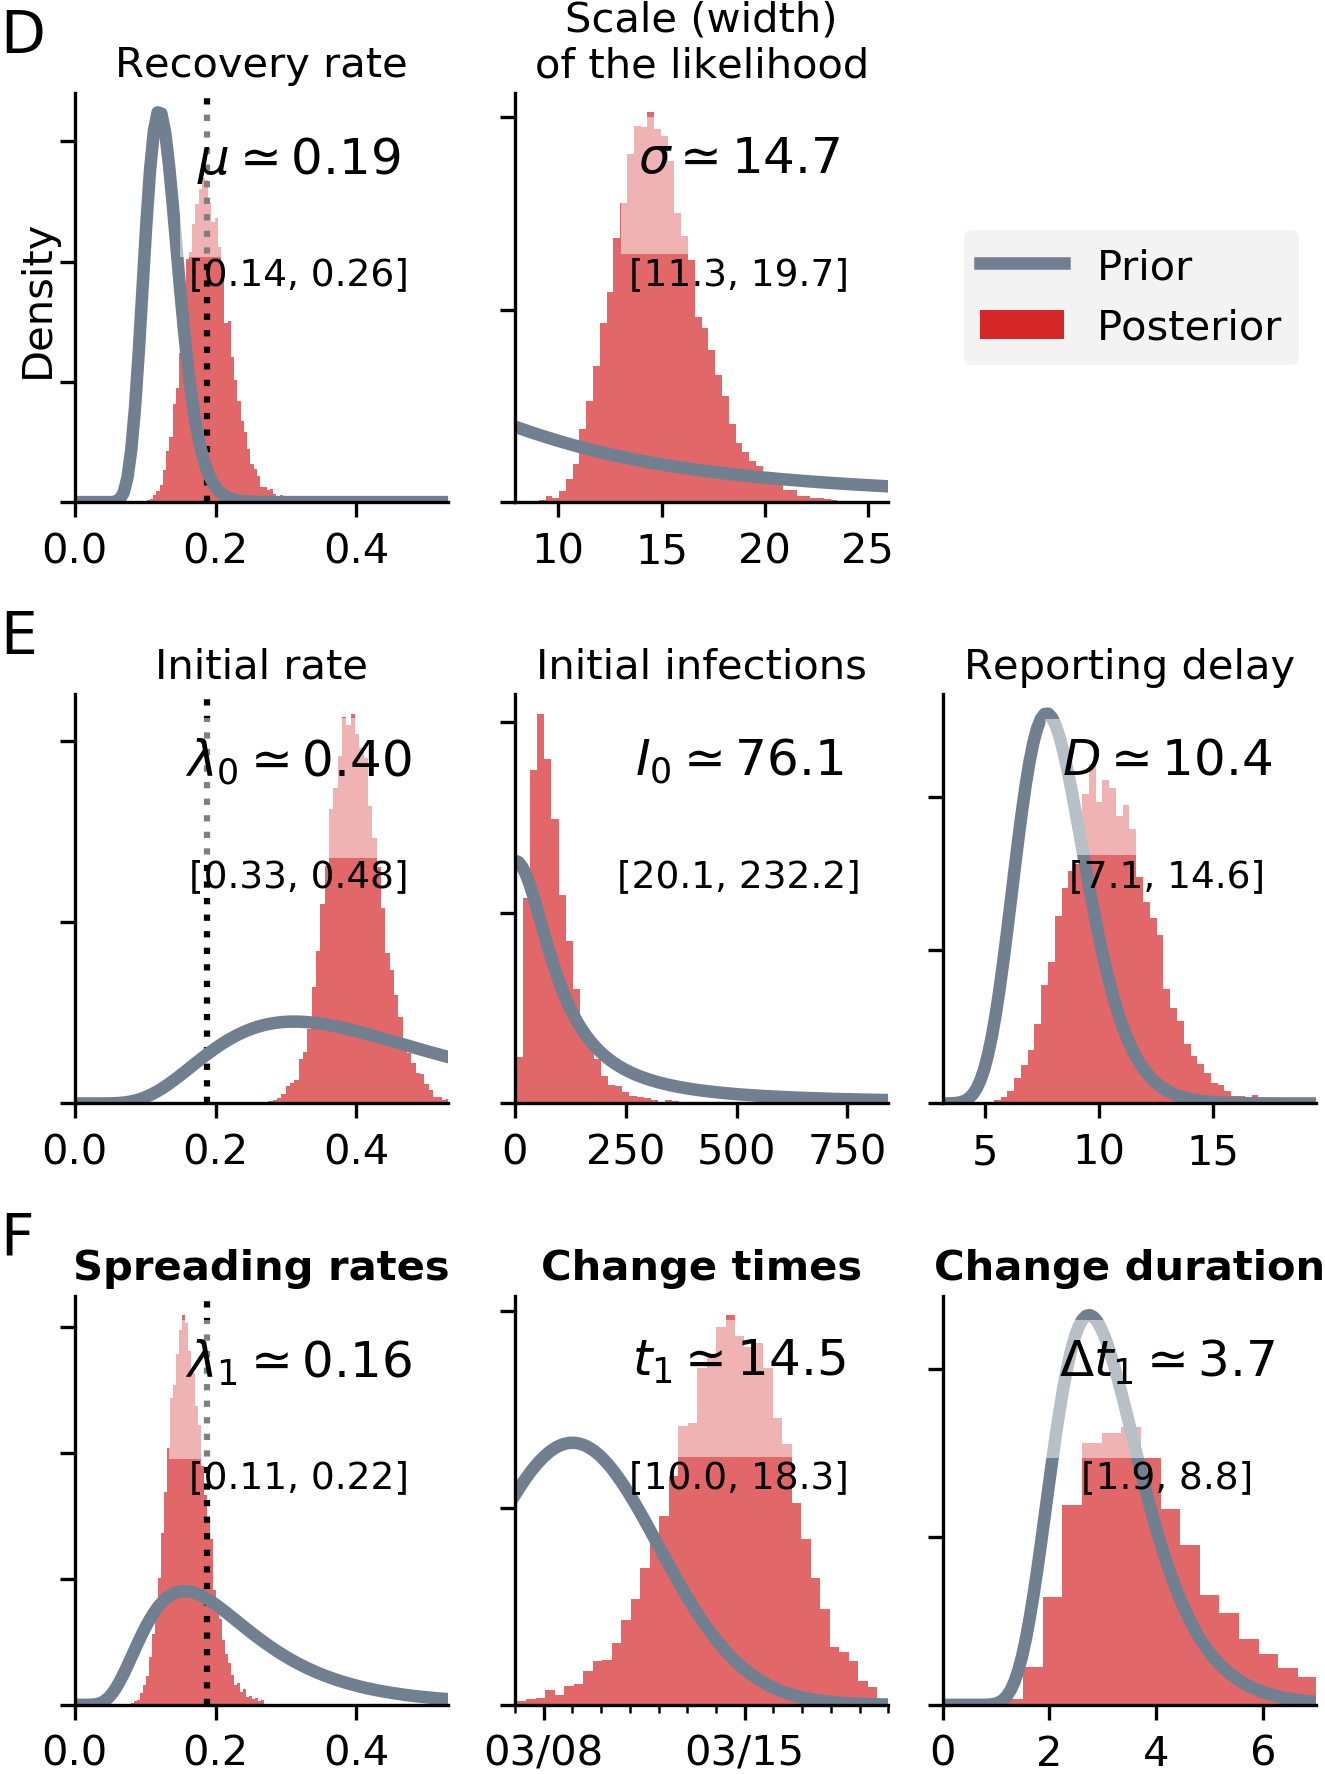 D
Recovery rate
Scale (width)
of the likelihood
Density
μ ≃ 0.19
[0.14, 0.26]
σ ≃ 14.7
[11.3, 19.7]
Prior
Posterior
0.0 0.2 0.4
10 15 20 25
E
Initial rate
Initial infections
Reporting delay
λ₀ ≃ 0.40
[0.33, 0.48]
I₀ ≃ 76.1
[20.1, 232.2]
D ≃ 10.4
[7.1, 14.6]
0.0 0.2 0.4
0 250 500 750
5 10 15
F
Spreading rates
Change times
Change duration
λ₁ ≃ 0.16
[0.11, 0.22]
t₁ ≃ 14.5
[10.0, 18.3]
Δt₁ ≃ 3.7
[1.9, 8.8]
0.0 0.2 0.4
03/08 03/15
0 2 4 6